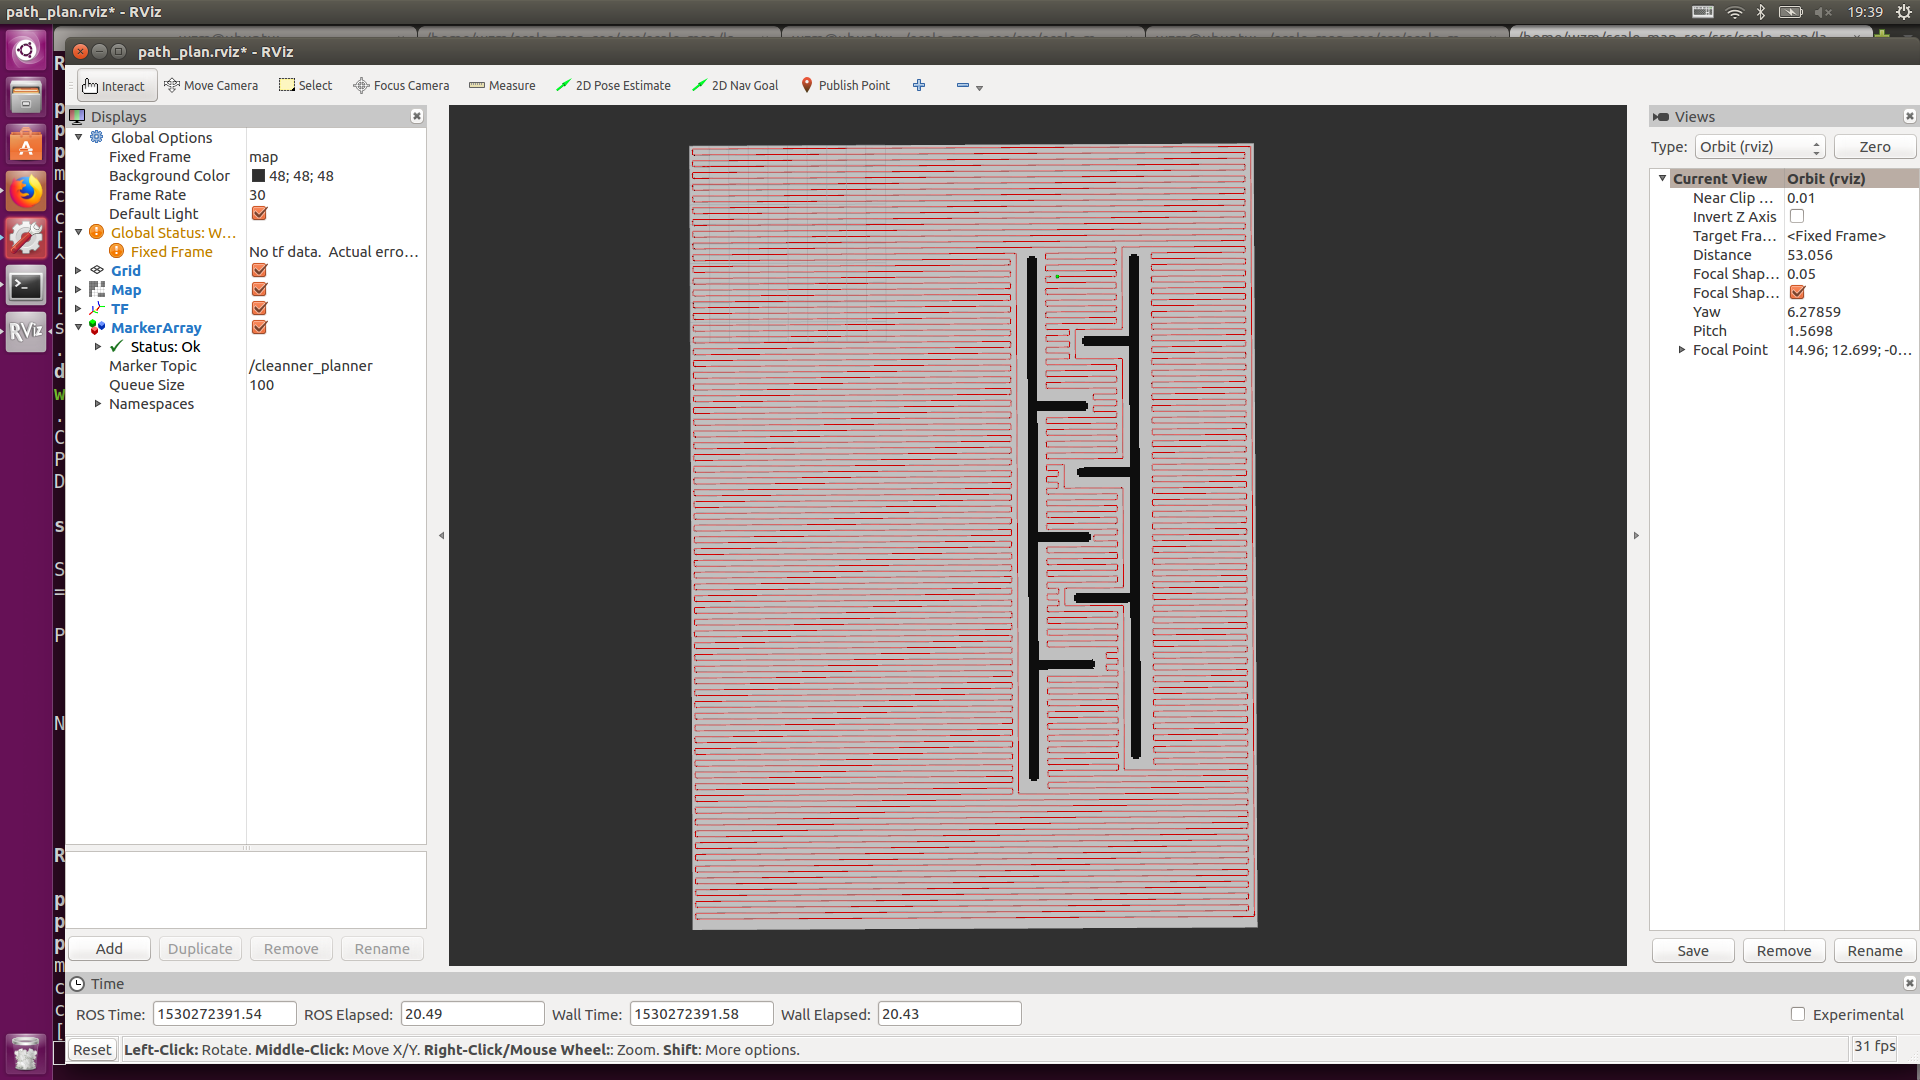 path_plan.rviz* - RViz
19:39
path_plan.rviz* - RViz
Interact Move Camera Select Focus Camera Measure 2D Pose Estimate 2D Nav Goal Publish Point
Displays
Global Options
Fixed Frame map
Background Color 48; 48; 48
Frame Rate 30
Default Light
Global Status: W...
Fixed Frame No tf data. Actual erro...
Grid
Map
TF
MarkerArray
Status: Ok
Marker Topic /cleanner_planner
Queue Size 100
Namespaces
Add Duplicate Remove Rename
Views
Type: Orbit (rviz) Zero
Current View Orbit (rviz)
Near Clip ... 0.01
Invert Z Axis
Target Fra... <Fixed Frame>
Distance 53.056
Focal Shap... 0.05
Focal Shap...
Yaw 6.27859
Pitch 1.5698
Focal Point 14.96; 12.699; -0...
Save Remove Rename
Time
ROS Time: 1530272391.54 ROS Elapsed: 20.49 Wall Time: 1530272391.58 Wall Elapsed: 20.43
Experimental
Reset Left-Click: Rotate. Middle-Click: Move X/Y. Right-Click/Mouse Wheel:: Zoom. Shift: More options.
31 fps
RViz